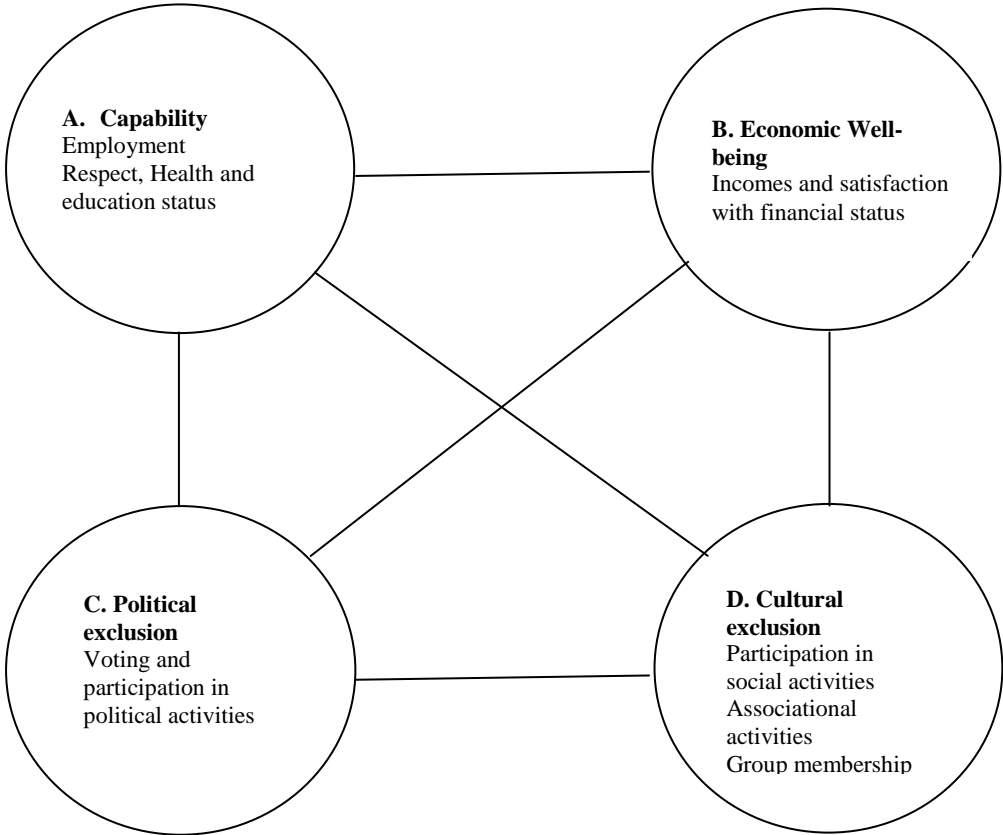 A. Capability
Employment
Respect, Health and
education status
B. Economic Well-
being
Incomes and satisfaction
with financial status
C. Political
exclusion
Voting and
participation in
political activities
D. Cultural
exclusion
Participation in
social activities
Associational
activities
Group membership